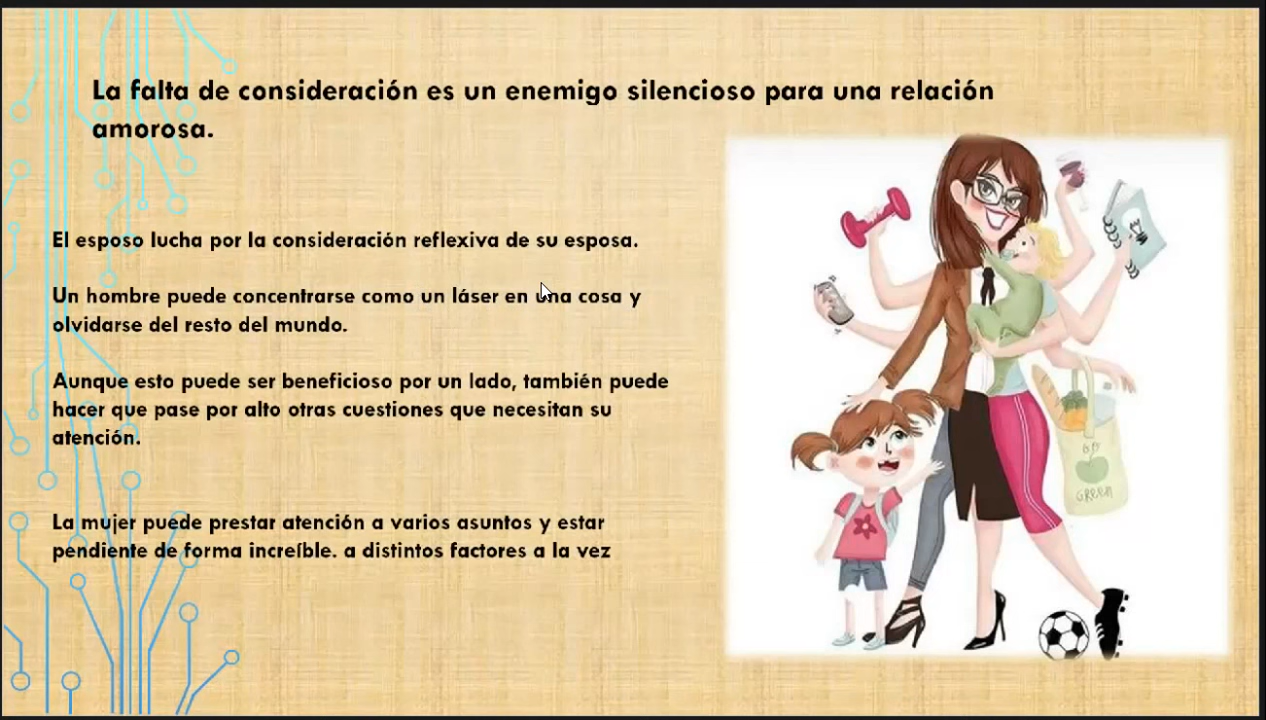 La falta de consideración es un enemigo silencioso para una relación
amorosa.
El esposo lucha por la consideración reflexiva de su esposa.
Un hombre puede concentrarse como un láser en una cosa y
olvidarse del resto del mundo.
Aunque esto puede ser beneficioso por un lado, también puede
hacer que pase por alto otras cuestiones que necesitan su
atención.
La mujer puede prestar atención a varios asuntos y estar
pendiente de forma increíble. a distintos factores a la vez
GREEN